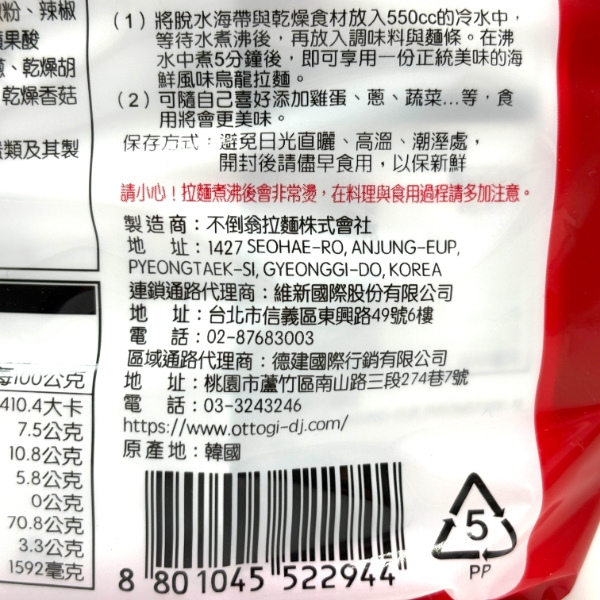 粉、辣椒
蘋果酸
蔥、乾燥胡
乾燥香菇
類及其製
(1) 將脫水海帶與乾燥食材放入550cc的冷水中，
等待水煮沸後，再放入調味料與麵條。在沸
水中煮5分鐘後，即可享用一份正統美味的海
鮮風味烏龍拉麵。
(2) 可隨自己喜好添加雞蛋、蔥、蔬菜...等，食
用將會更美味。
保存方式：避免日光直曬、高溫、潮溼處，
開封後請儘早食用，以保新鮮
請小心！拉麵煮沸後會非常燙，在料理與食用過程請多加注意。
製造商：不倒翁拉麵株式會社
地 址：1427 SEOHAE-RO, ANJUNG-EUP,
PYEONGTAEK-SI, GYEONGGI-DO, KOREA
連鎖通路代理商：維新國際股份有限公司
地 址：台北市信義區東興路49號6樓
電 話：02-87683003
區域通路代理商：德建國際行銷有限公司
地 址：桃園市蘆竹區南山路三段274巷7號
電 話：03-3243246
https://www.ottogi-dj.com/
原產地：韓國
每100公克
410.4大卡
7.5公克
10.8公克
5.8公克
0公克
70.8公克
3.3公克
1592毫克
8 801045 522944
5
PP